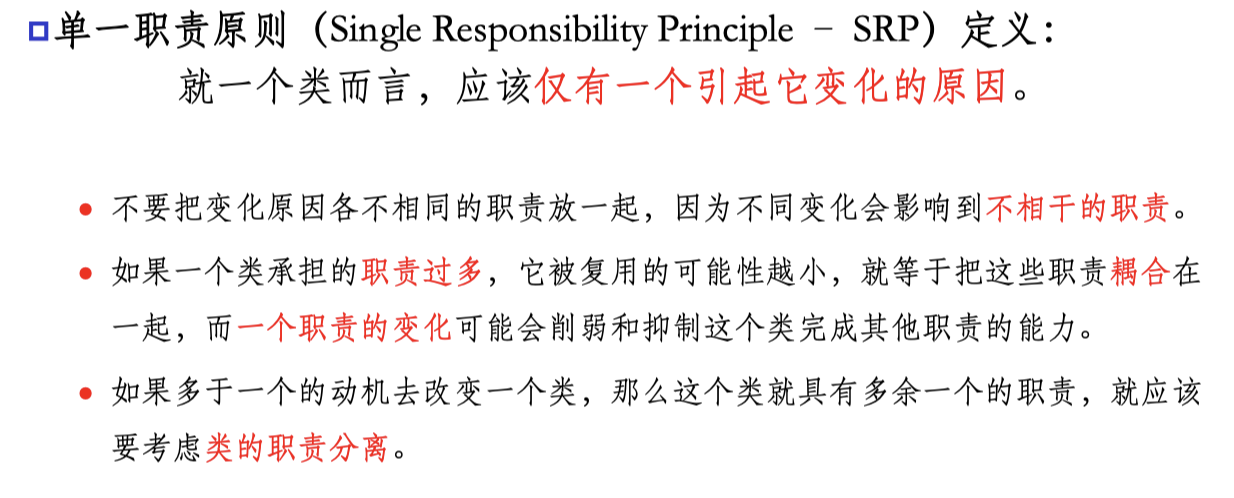 单一职责原则（Single Responsibility Principle – SRP）定义：
就一个类而言，应该仅有一个引起它变化的原因。
不要把变化原因各不相同的职责放一起，因为不同变化会影响到不相干的职责。
如果一个类承担的职责过多，它被复用的可能性越小，就等于把这些职责耦合在
一起，而一个职责的变化可能会削弱和抑制这个类完成其他职责的能力。
如果多于一个的动机去改变一个类，那么这个类就具有多余一个的职责，就应该
要考虑类的职责分离。